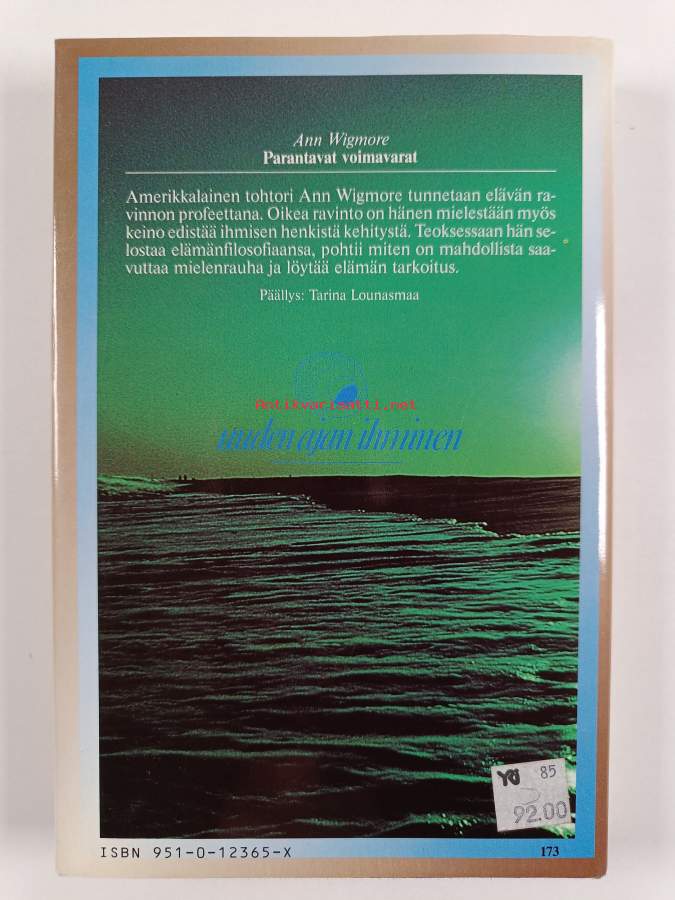 Ann Wigmore
Parantavat voimavarat
Amerikkalainen tohtori Ann Wigmore tunnetaan elävän ra-
vinnon profeettana. Oikea ravinto on hänen mielestään myös
keino edistää ihmisen henkistä kehitystä. Teoksessaan hän se-
lostaa elämänfilosofiaansa, pohtii miten on mahdollista saa-
vuttaa mielenrauha ja löytää elämän tarkoitus.
Päällys: Tarina Lounasmaa
Antikvariaatti.net
uuden ajan ihminen
85
92.00
ISBN 951-0-12365-X
173